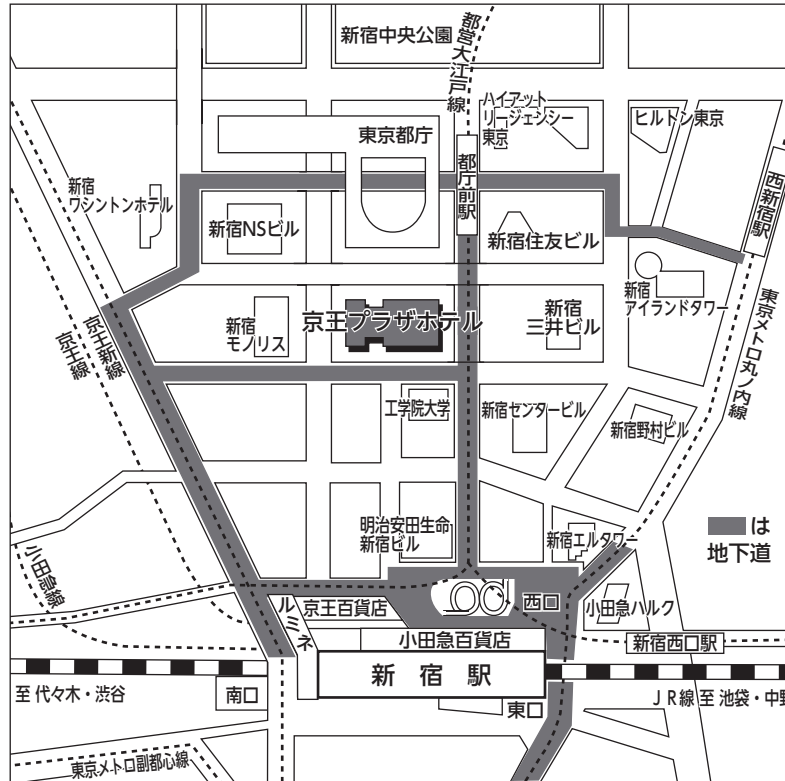 新宿中央公園
都営大江戸線
ハイアット
リージェンシー
東京
ヒルトン東京
東京都庁
都庁前駅
西新宿駅
新宿
ワシントンホテル
新宿NSビル
新宿住友ビル
新宿
アイランドタワー
京王プラザホテル
新宿
三井ビル
新宿
モノリス
京王新線
京王線
東京メトロ丸ノ内線
工学院大学
新宿センタービル
新宿野村ビル
明治安田生命
新宿ビル
新宿エルタワー
は
地下道
小田急線
ルミネ
京王百貨店
西口
小田急ハルク
小田急百貨店
新宿西口駅
新宿駅
至 代々木・渋谷
南口
東口
JR線 至 池袋・中野
東京メトロ副都心線